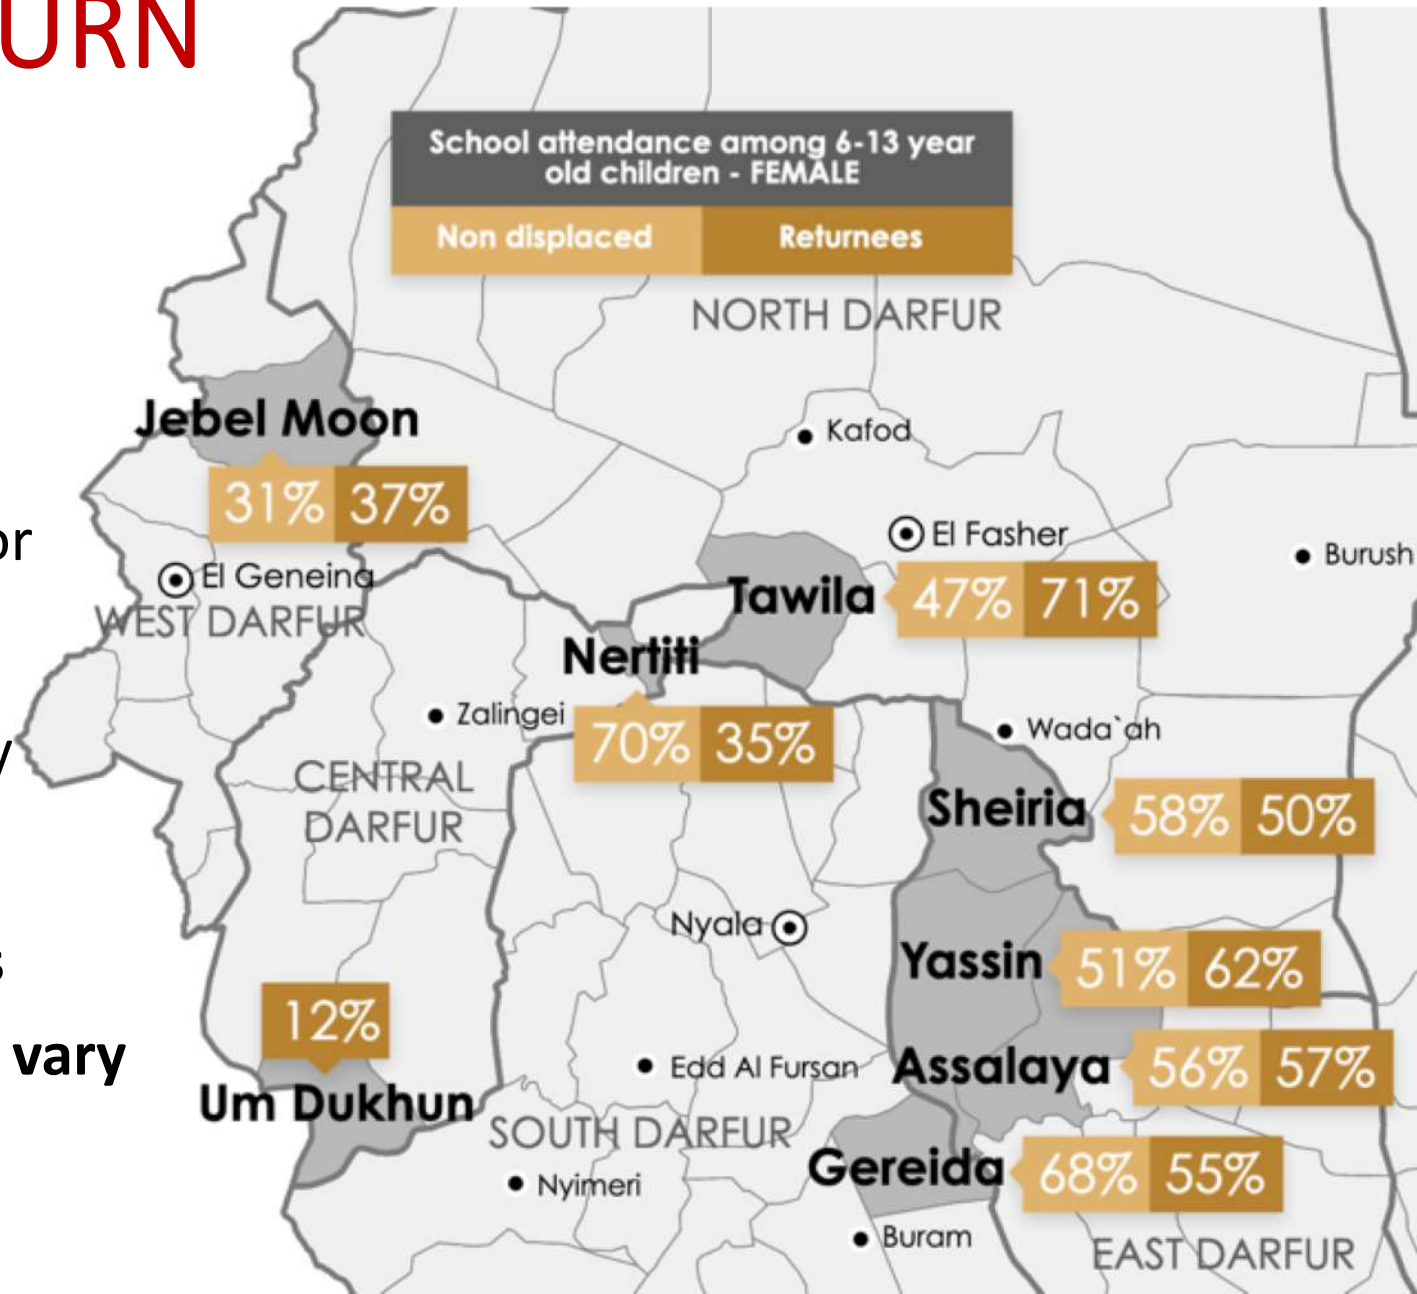 URN
School attendance among 6-13 year
old children - FEMALE
Non displaced Returnees
NORTH DARFUR
Jebel Moon
Kafod
31% 37%
or
El Fasher
Burush
El Geneina
Tawila 47% 71%
WEST DARFUR
Nertiti
Zalingei
Wada`ah
70% 35%
y
CENTRAL
DARFUR
Sheiria 58% 50%
Nyala
s
Yassin 51% 62%
12%
vary
Edd Al Fursan
Assalaya 56% 57%
Um Dukhun
SOUTH DARFUR
Gereida 68% 55%
Nyimeri
Buram
EAST DARFUR